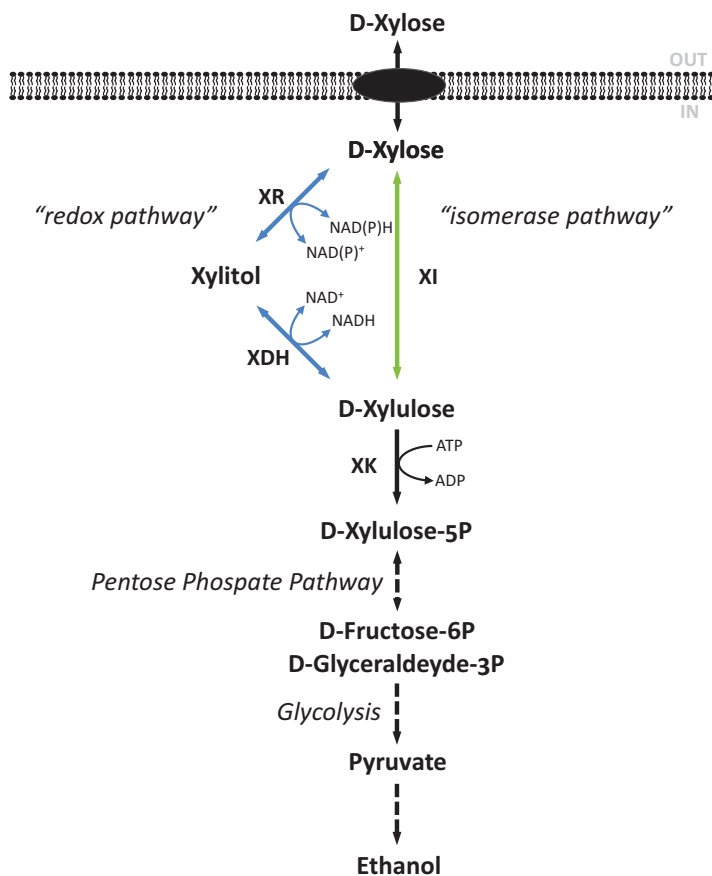 D-Xylose
OUT
IN
D-Xylose
XR
“redox pathway”
“isomerase pathway”
NAD(P)H
NAD(P)+
Xylitol
XI
NAD+
NADH
XDH
D-Xylulose
ATP
XK
ADP
D-Xylulose-5P
Pentose Phospate Pathway
D-Fructose-6P
D-Glyceraldeyde-3P
Glycolysis
Pyruvate
Ethanol